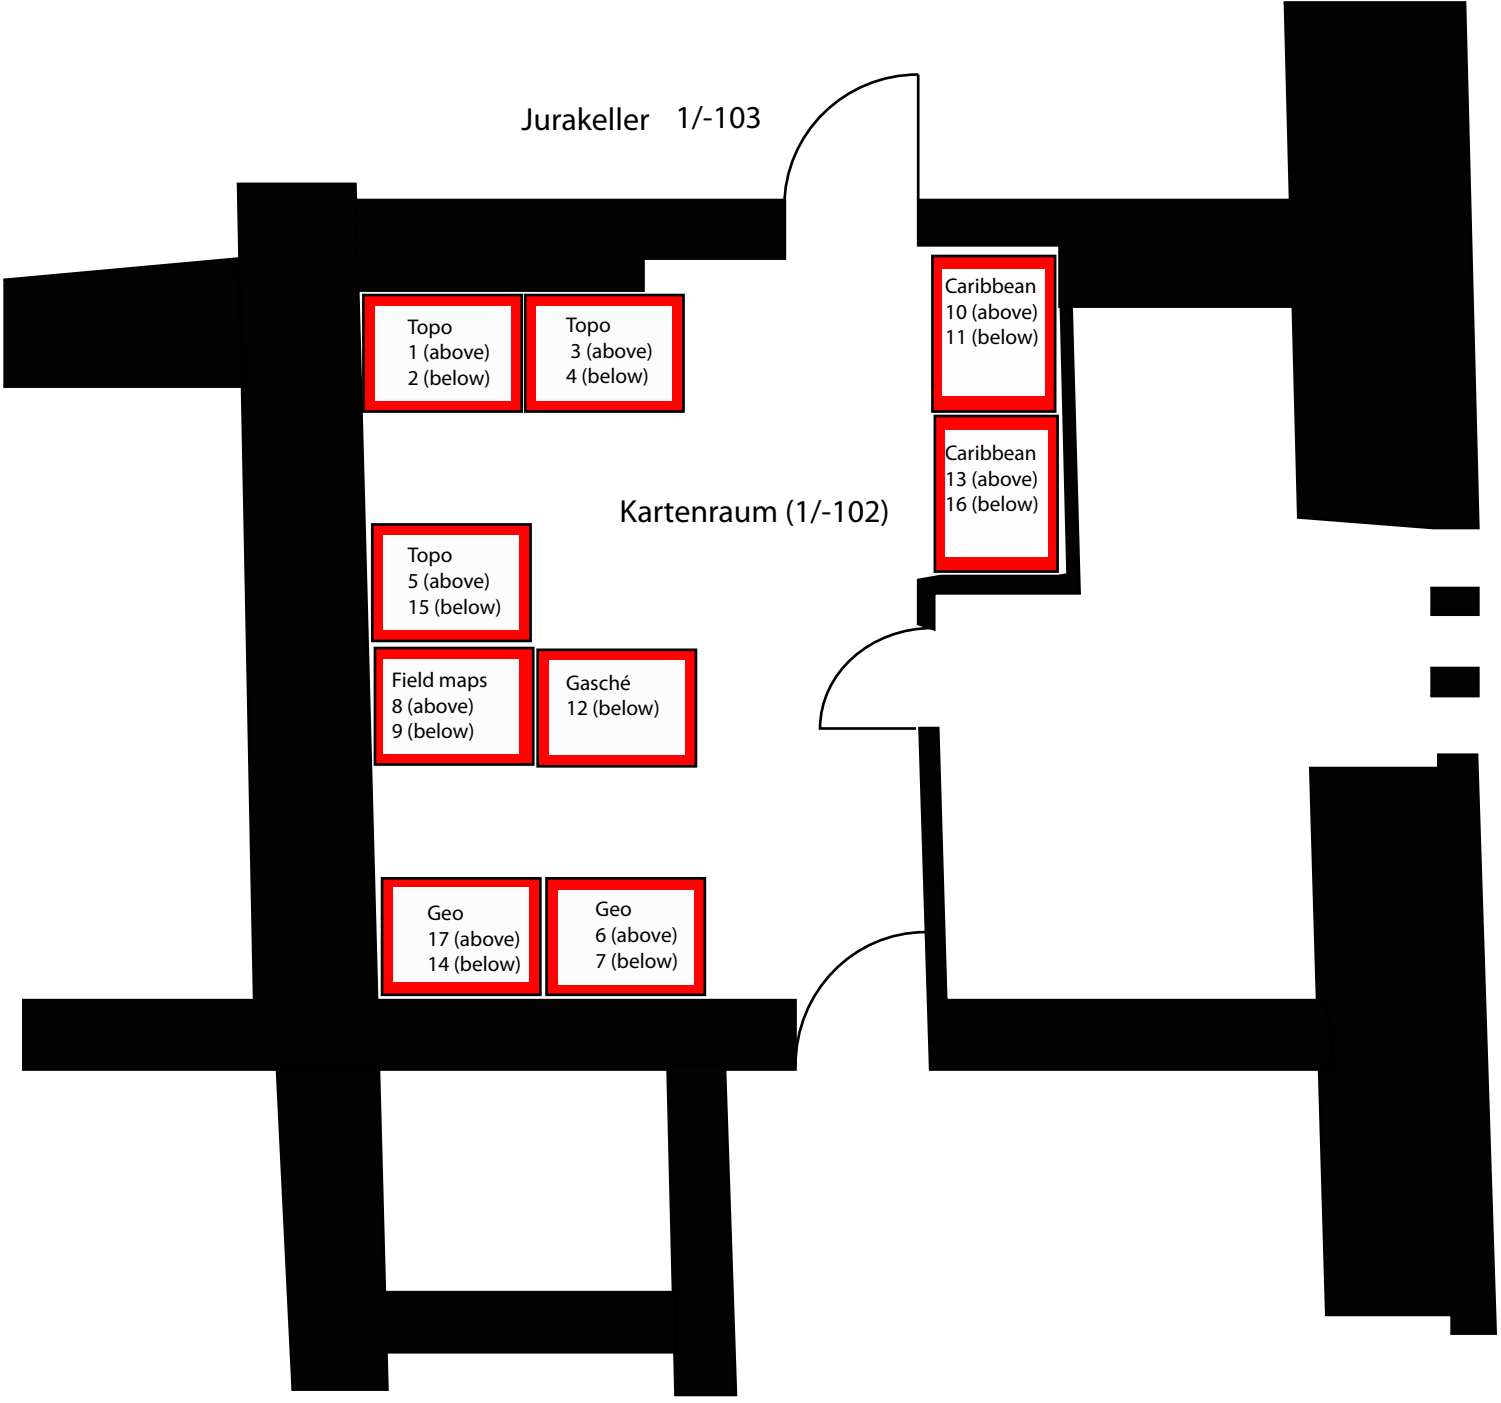 Jurakeller 1/-103
Topo
1 (above)
2 (below)
Topo
3 (above)
4 (below)
Caribbean
10 (above)
11 (below)
Caribbean
13 (above)
16 (below)
Kartenraum (1/-102)
Topo
5 (above)
15 (below)
Field maps
8 (above)
9 (below)
Gasché
12 (below)
Geo
17 (above)
14 (below)
Geo
6 (above)
7 (below)